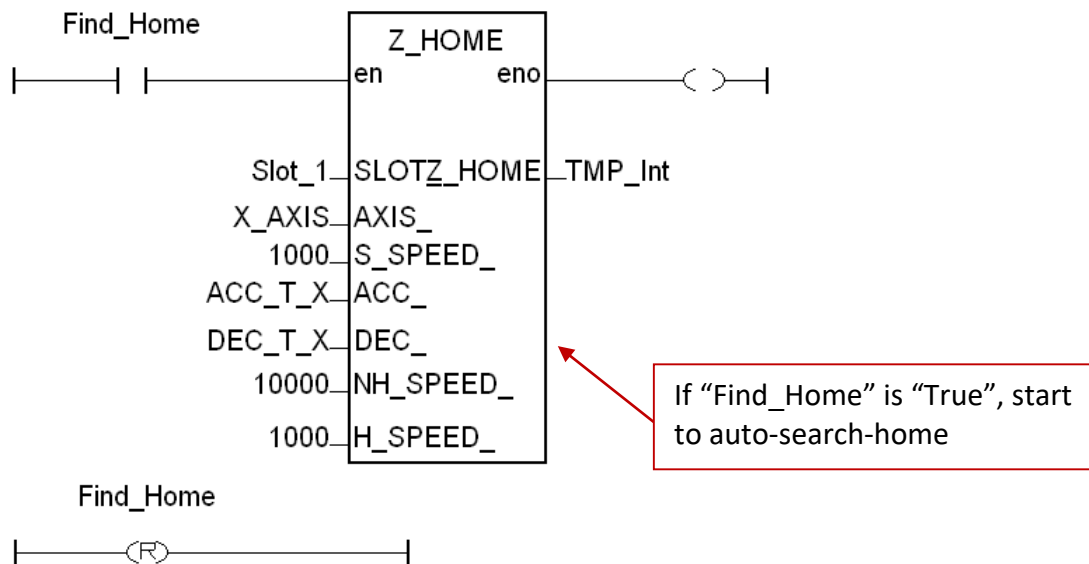 Find_Home
Z_HOME
en eno
Slot_1 SLOTZ_HOME TMP_Int
X_AXIS AXIS_
1000 S_SPEED_
ACC_T_X ACC_
DEC_T_X DEC_
10000 NH_SPEED_
1000 H_SPEED_
If “Find_Home” is “True”, start
to auto-search-home
Find_Home
R